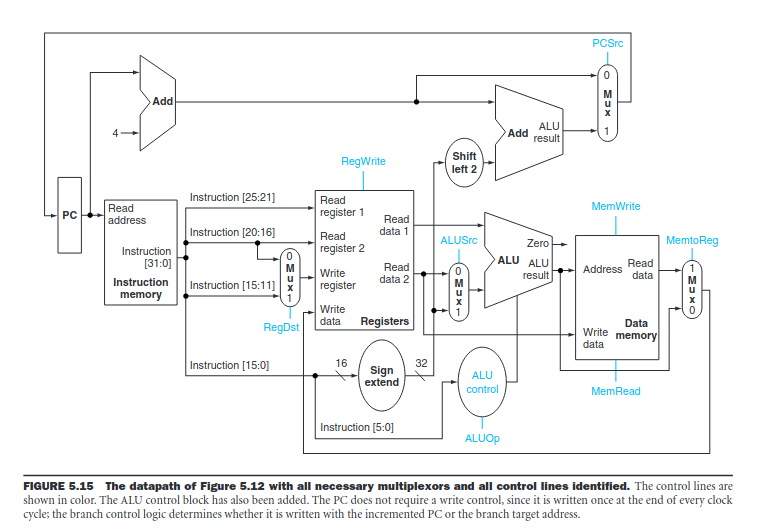 PCSrc
0
M
u
x
1
Add
ALU
Add result
4
Shift
left 2
RegWrite
PC
Read
address
Instruction
[31:0]
Instruction
memory
Instruction [25:21]
Instruction [20:16]
Instruction [15:11]
Instruction [15:0]
0
M
u
x
1
RegDst
Read
register 1
Read
register 2
Write
register
Write
data
Read
data 1
Read
data 2
Registers
ALUSrc
0
M
u
x
1
Zero
ALU
ALU
result
MemWrite
Address
Read
data
Write
data
Data
memory
MemRead
MemtoReg
1
M
u
x
0
16
Sign
extend
32
ALU
control
ALUOp
Instruction [5:0]
FIGURE 5.15 The datapath of Figure 5.12 with all necessary multiplexors and all control lines identified. The control lines are
shown in color. The ALU control block has also been added. The PC does not require a write control, since it is written once at the end of every clock
cycle; the branch control logic determines whether it is written with the incremented PC or the branch target address.